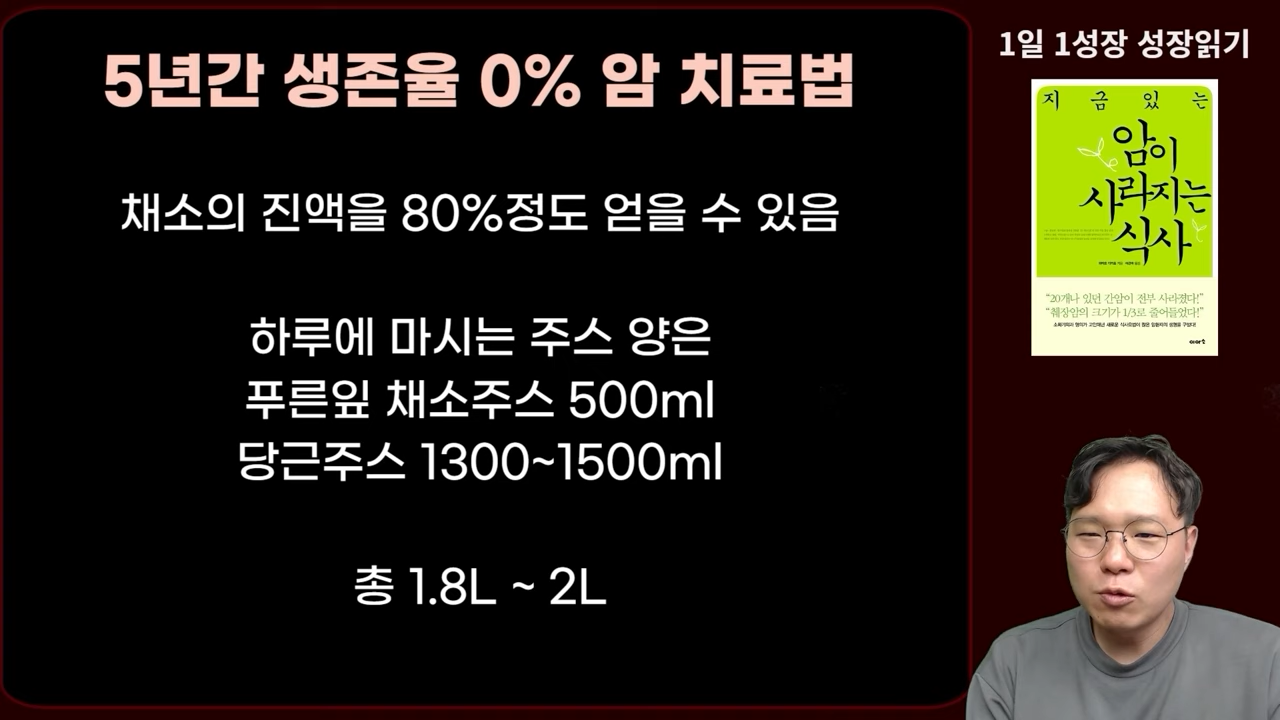 5년간 생존율 0% 암 치료법
채소의 진액을 80%정도 얻을 수 있음
하루에 마시는 주스 양은
푸른잎 채소주스 500ml
당근주스 1300~1500ml
총 1.8L ~ 2L
1일 1성장 성장읽기
지금있는
암이
사라지는
식사
“20개나 있던 간암이 전부 사라졌다!”
“췌장암의 크기가 1/3로 줄어들었다!”